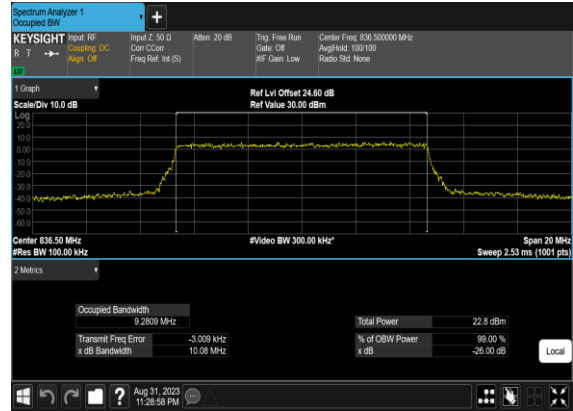 Spectrum Analyzer 1
Occupied BW
+
KEYSIGHT Input: RF Input Z: 50 Ω Atten: 20 dB Trig: Free Run Center Freq: 836.500000 MHz
R T Coupling: DC Corr CCorr Gate: Off Avg|Hold: 100/100
Align: Off Freq Ref: Int (S) #IF Gain: Low Radio Std: None
1 Graph
Ref Lvl Offset 24.60 dB
Scale/Div 10.0 dB Ref Value 30.00 dBm
Log
20.0
10.0
0.00
-10.0
-20.0
-30.0
-40.0
-50.0
-60.0
Center 836.50 MHz #Video BW 300.00 kHz* Span 20 MHz
#Res BW 100.00 kHz Sweep 2.53 ms (1001 pts)
2 Metrics
Occupied Bandwidth
9.2809 MHz Total Power 22.8 dBm
Transmit Freq Error -3.009 kHz % of OBW Power 99.00 %
x dB Bandwidth 10.08 MHz x dB -26.00 dB
Local
? Aug 31, 2023
11:28:58 PM